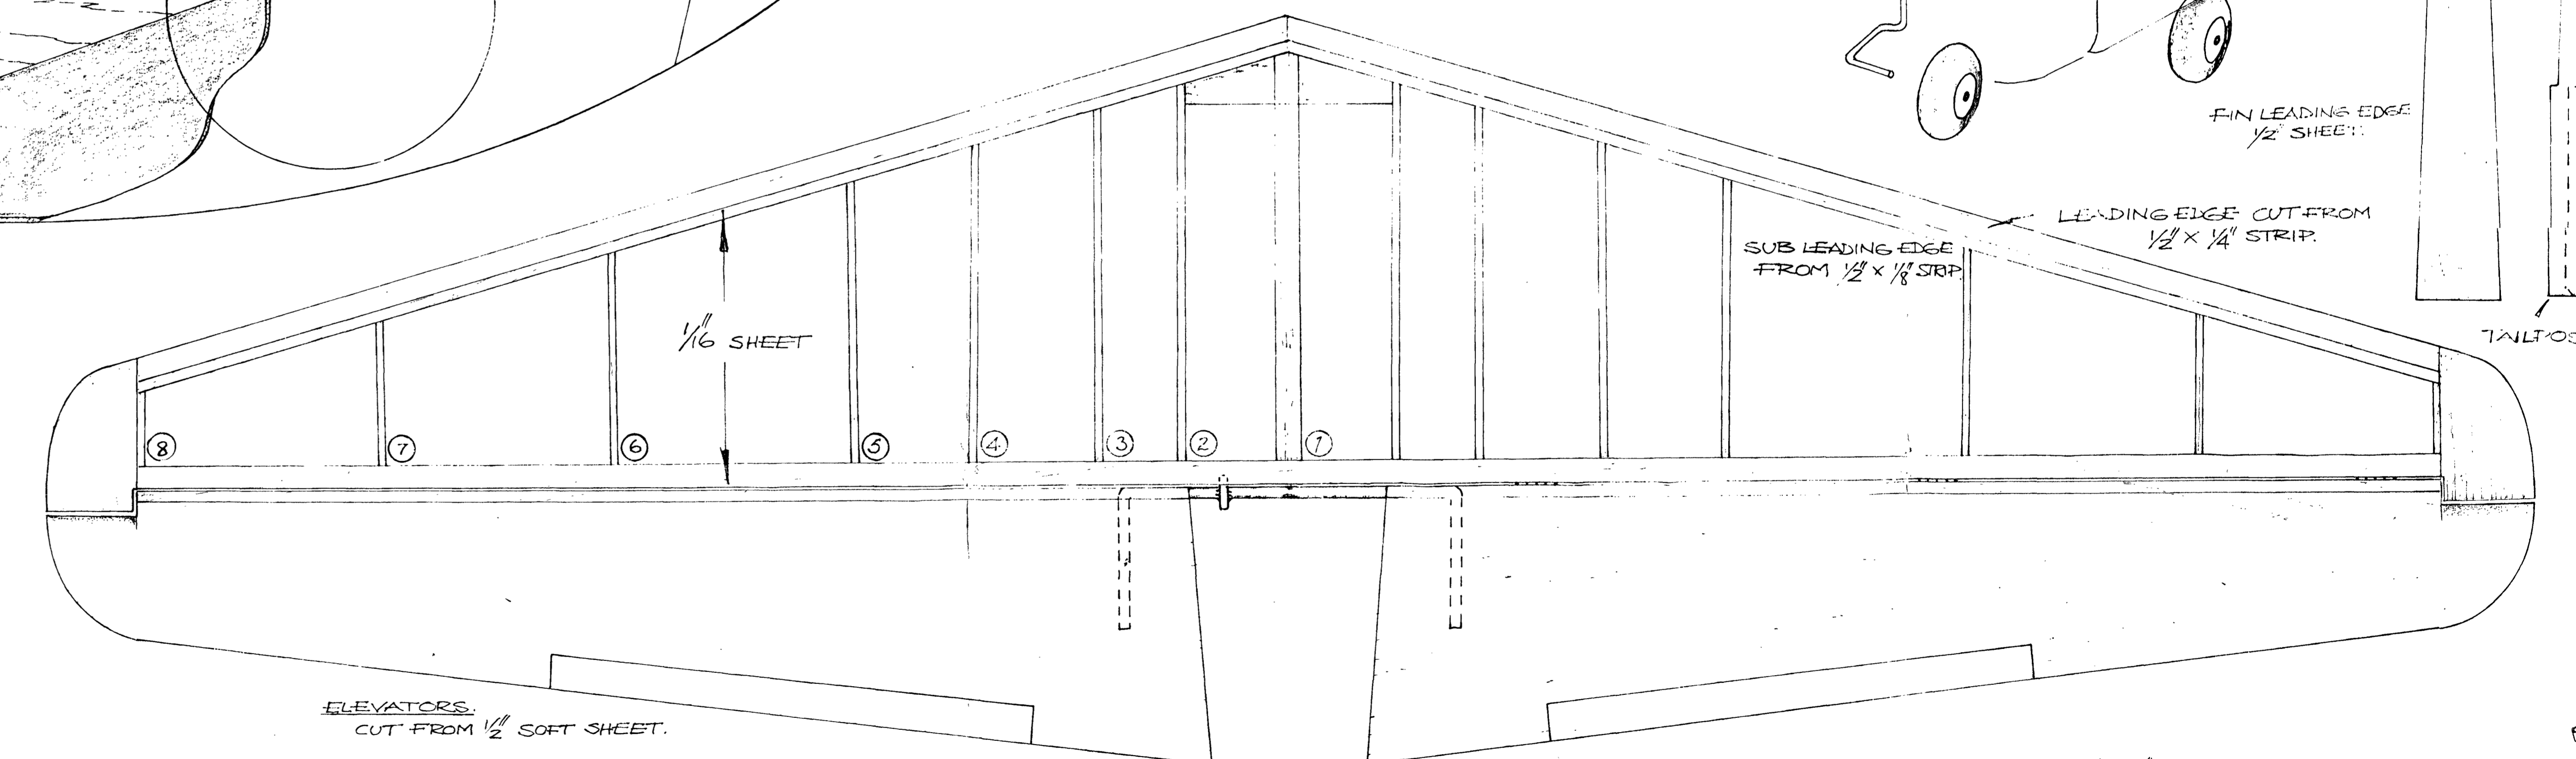 FIN LEADING EDGE
1/2" SHEET.
LEADING EDGE CUT FROM
1/2" × 1/4" STRIP.
SUB LEADING EDGE
FROM 1/2" × 1/8" STRIP.
1/16" SHEET
8
7
6
5
4
3
2
1
ELEVATORS.
CUT FROM 1/2" SOFT SHEET.